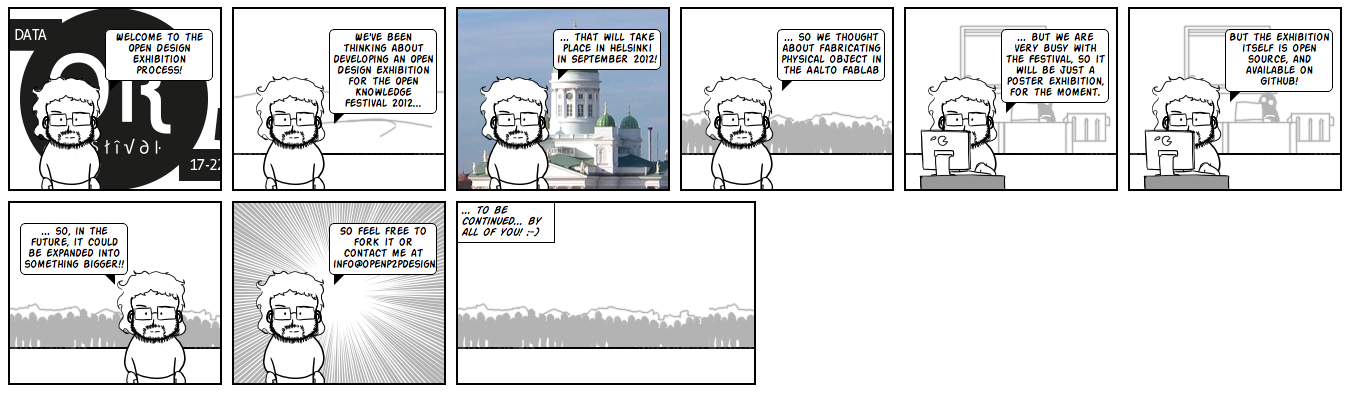 DATA
WELCOME TO THE
OPEN DESIGN
EXHIBITION
PROCESS!
17-22
WE'VE BEEN
THINKING ABOUT
DEVELOPING AN OPEN
DESIGN EXHIBITION
FOR THE OPEN
KNOWLEDGE
FESTIVAL 2012...
... THAT WILL TAKE
PLACE IN HELSINKI
IN SEPTEMBER 2012!
... SO WE THOUGHT
ABOUT FABRICATING
PHYSICAL OBJECT IN
THE AALTO FABLAB
... BUT WE ARE
VERY BUSY WITH
THE FESTIVAL, SO IT
WILL BE JUST A
POSTER EXHIBITION,
FOR THE MOMENT.
BUT THE EXHIBITION
ITSELF IS OPEN
SOURCE, AND
AVAILABLE ON
GITHUB!
... SO, IN THE
FUTURE, IT COULD
BE EXPANDED INTO
SOMETHING BIGGER!!
SO FEEL FREE TO
FORK IT OR
CONTACT ME AT
INFO@OPENP2PDESIGN
... TO BE
CONTINUED... BY
ALL OF YOU! :-)